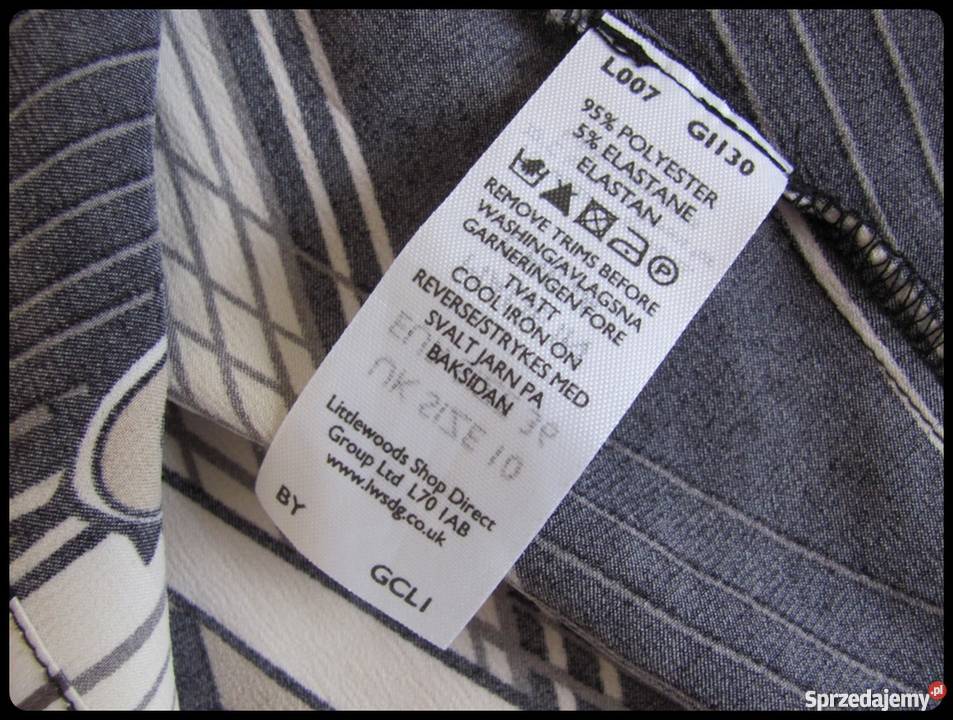 L007 G1130
95% POLYESTER
5% ELASTANE
ELASTAN
P
REMOVE TRIMS BEFORE
WASHING/AVLAGSNA
GARNERINGEN FORE
TVATT
COOL IRON ON
REVERSE/STRYKES MED
SVALT JARN PA
BAKSIDAN
UK SIZE 10
Littlewoods Shop Direct
Group Ltd L70 1AB
www.lwsdg.co.uk
BY GCLI
Sprzedajemy.pl